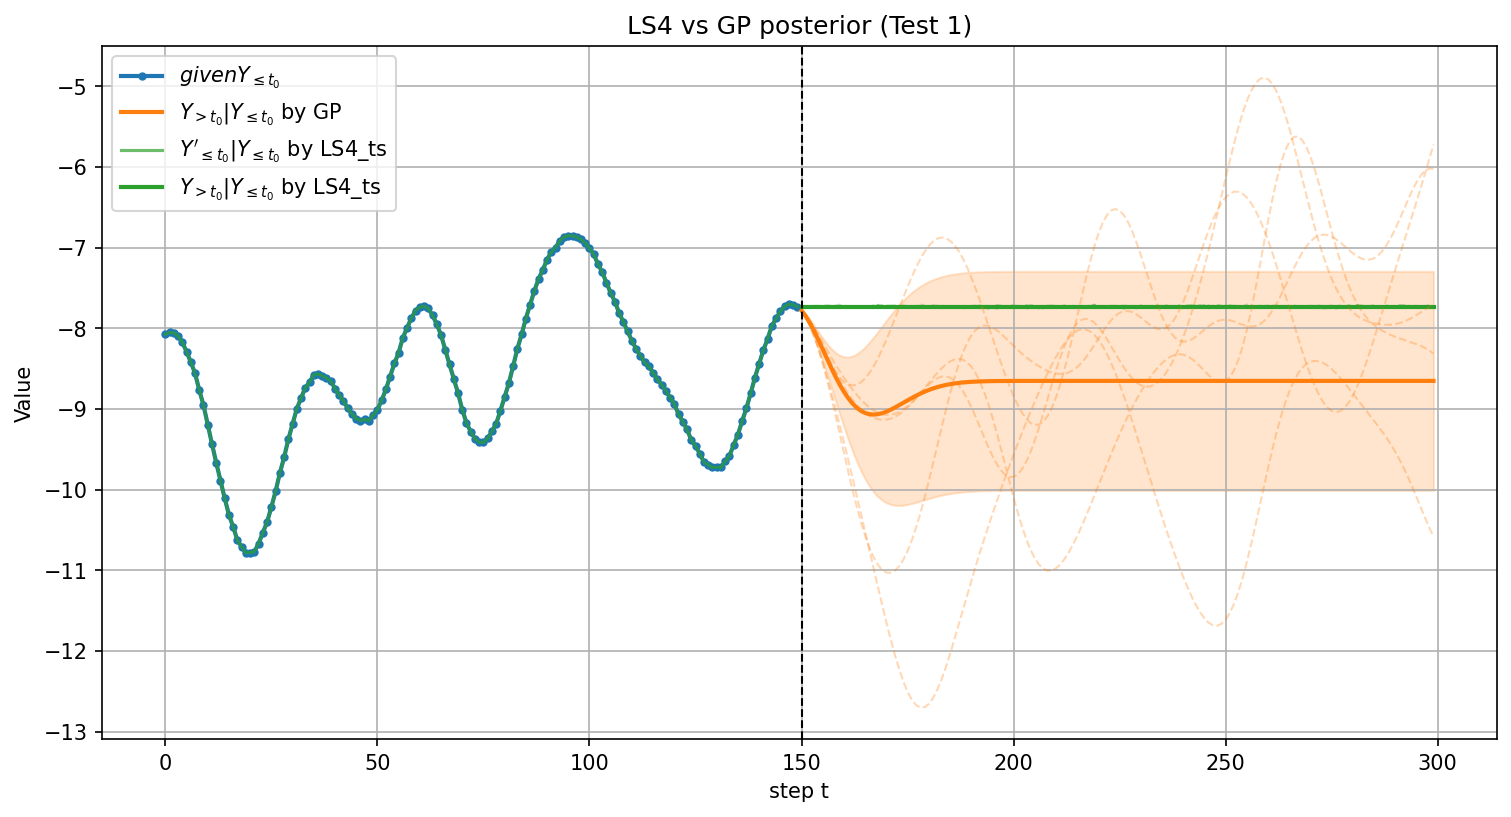 LS4 vs GP posterior (Test 1)
givenY≤t₀
Y>t₀|Y≤t₀ by GP
Y′≤t₀|Y≤t₀ by LS4_ts
Y>t₀|Y≤t₀ by LS4_ts
Value
−5
−6
−7
−8
−9
−10
−11
−12
−13
0 50 100 150 200 250 300
step t